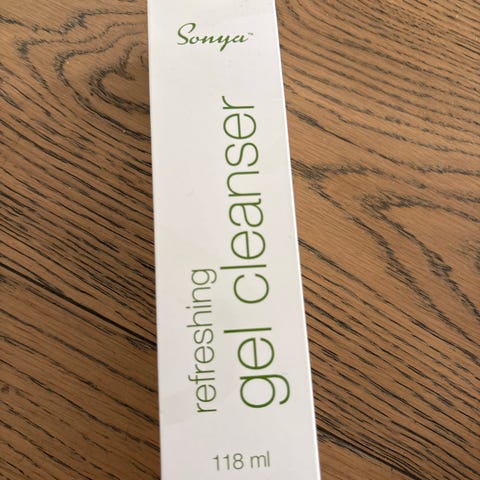 Sonya™
refreshing
gel cleanser
118 ml